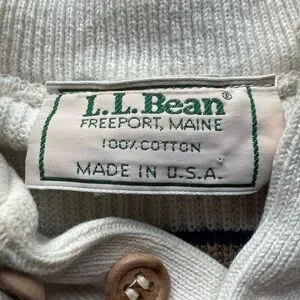 L.L.Bean®
FREEPORT, MAINE
100% COTTON
MADE IN U.S.A.